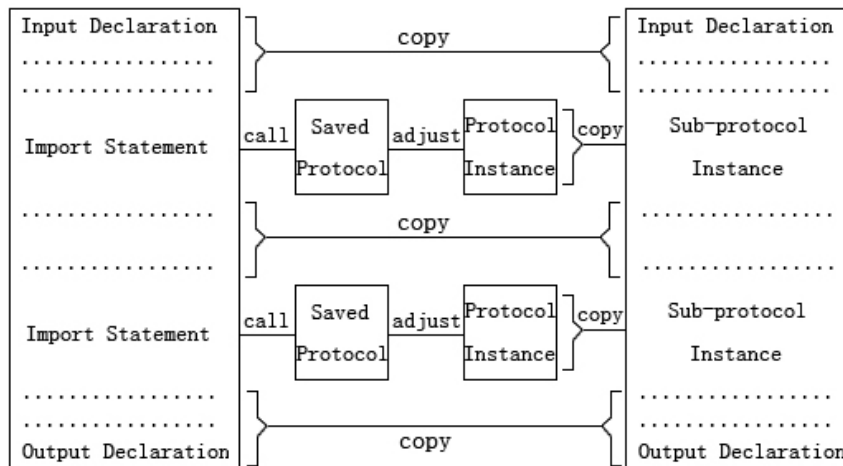 Input Declaration copy Input Declaration
................. .................
................. .................
Import Statement call Saved Protocol adjust Protocol Instance copy Sub-protocol Instance
................. copy .................
................. .................
Import Statement call Saved Protocol adjust Protocol Instance copy Sub-protocol Instance
................. .................
................. copy .................
Output Declaration Output Declaration